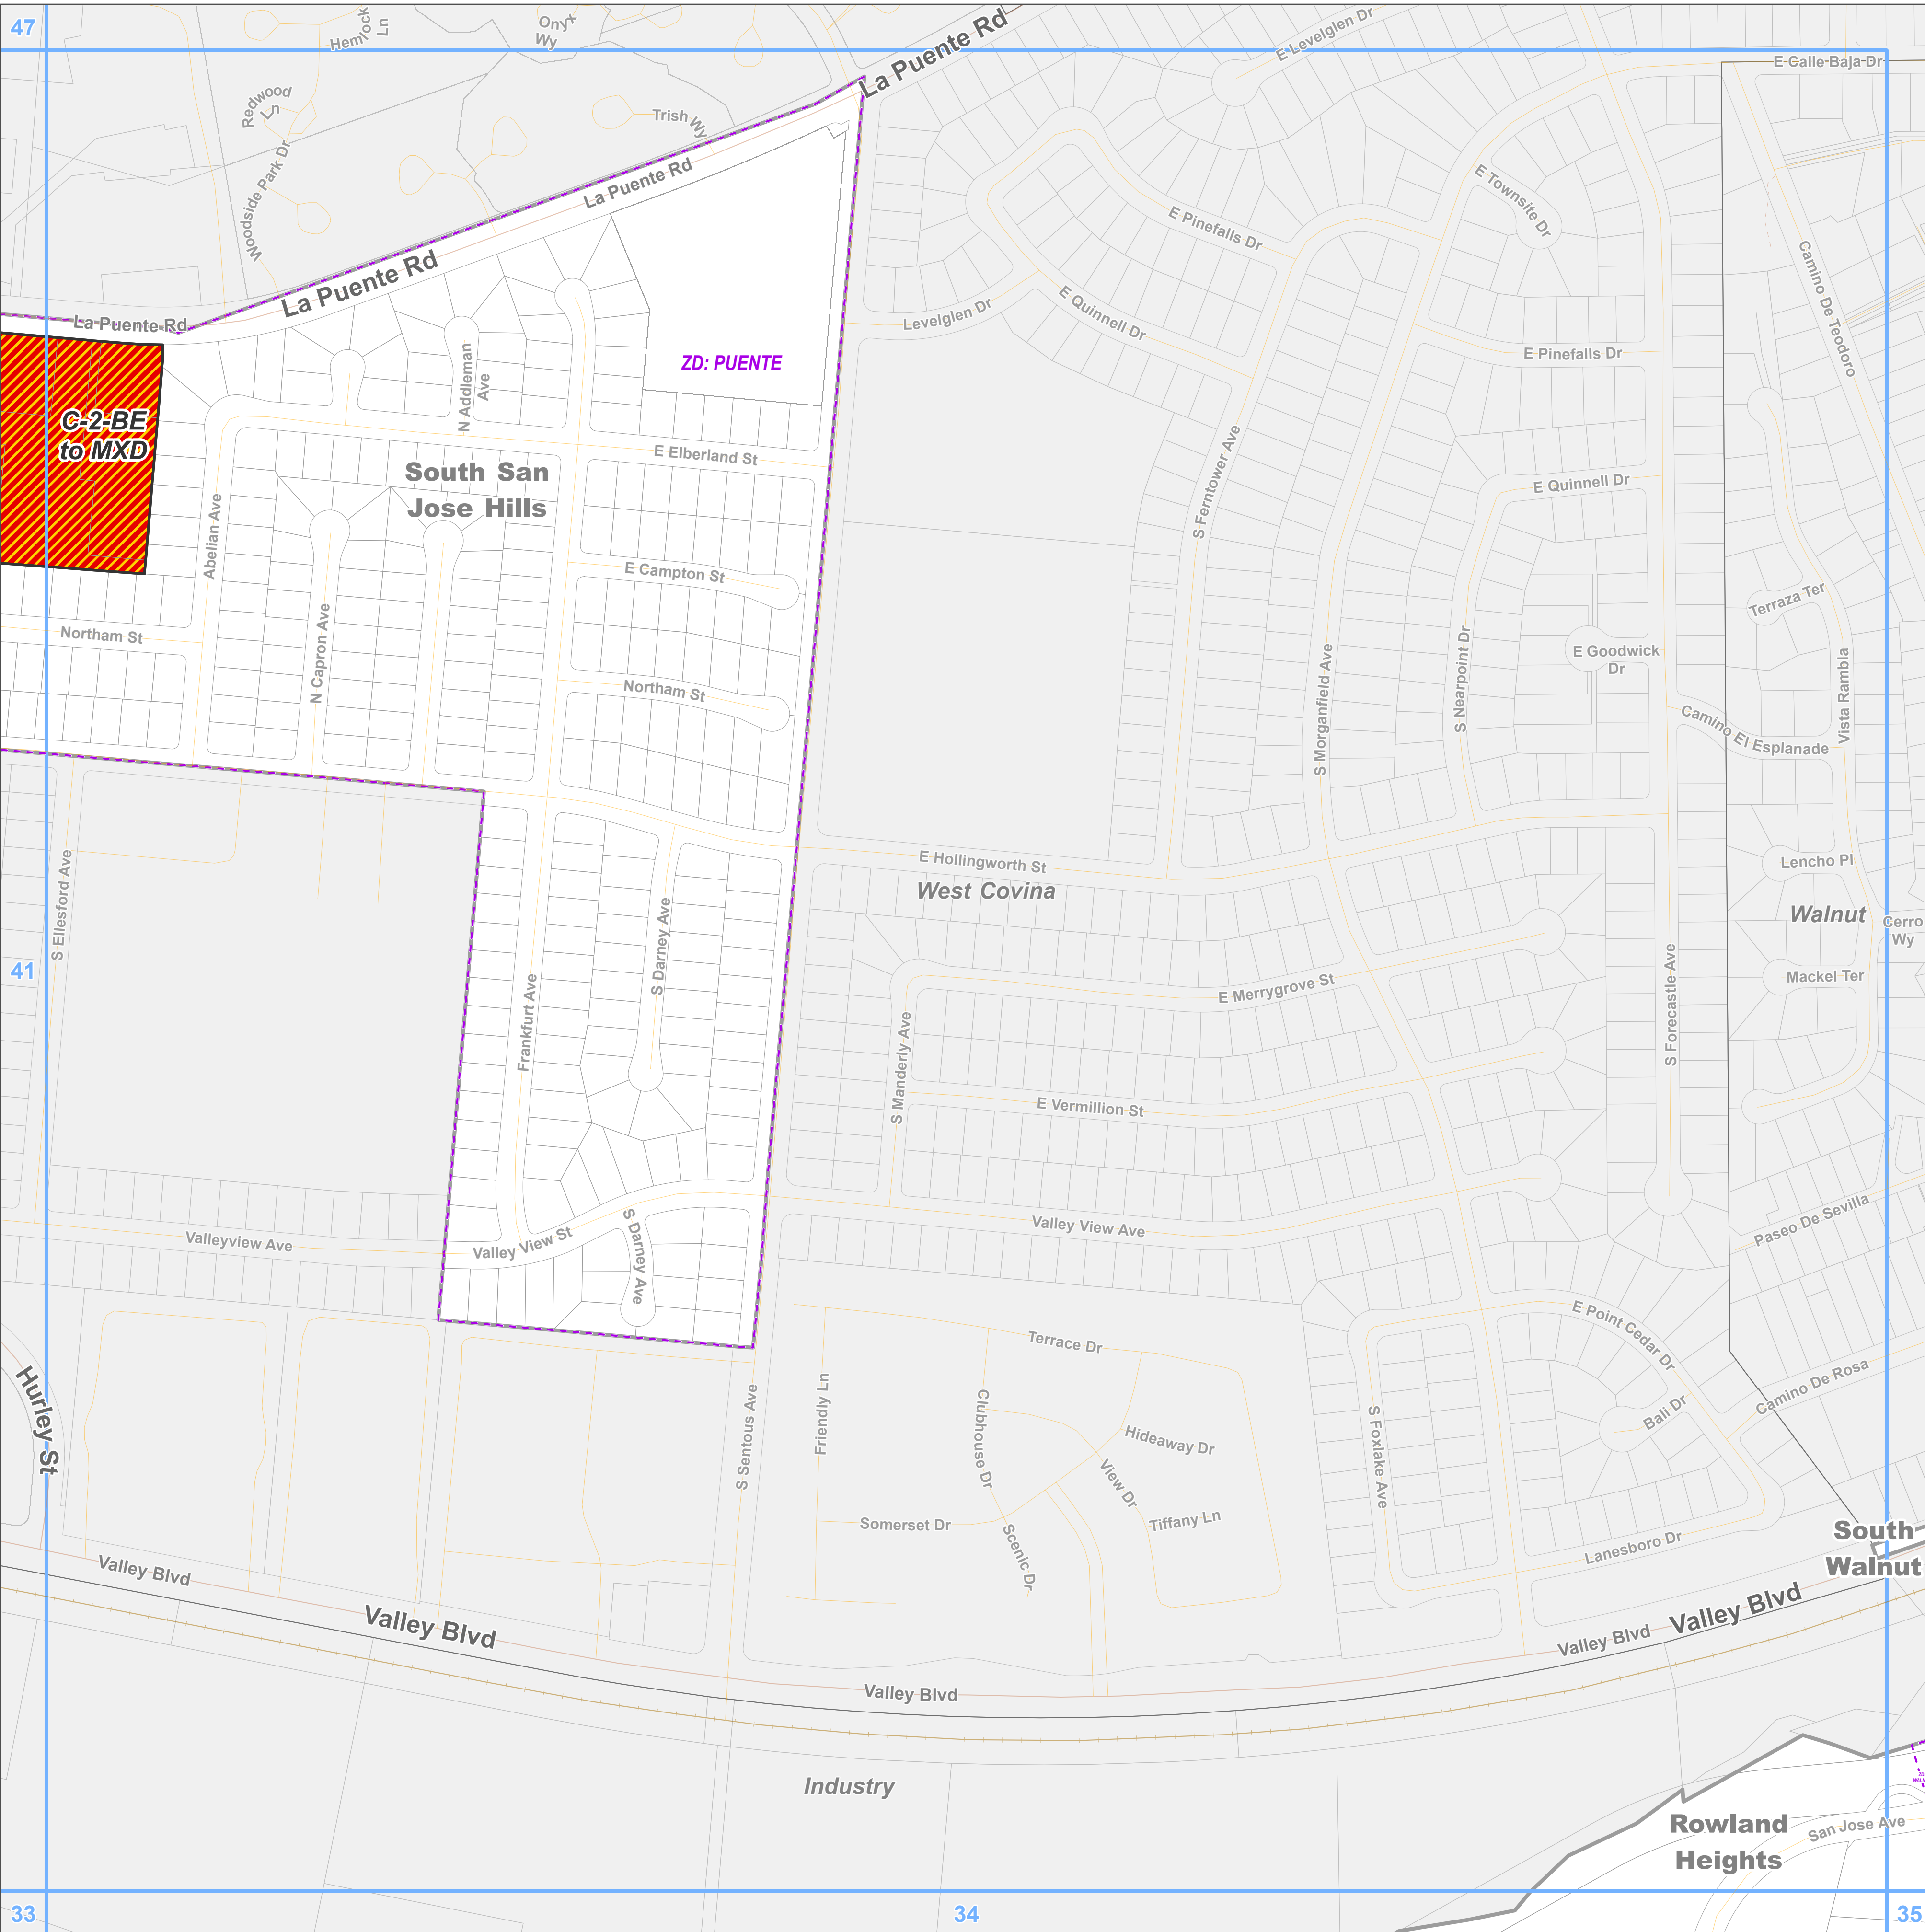 47
Hemlock
Ln
Onyx
Wy
La Puente Rd
E Levelglen Dr
E Calle Baja Dr
Redwood
Ln
Trish Wy
Woodside Park Dr
La Puente Rd
E Townsite Dr
E Pinefalls Dr
Camino De Teodoro
La Puente Rd
La Puente Rd
Levelglen Dr
E Quinnell Dr
E Pinefalls Dr
ZD: PUENTE
N Addleman
Ave
C-2-BE
to MXD
E Elberland St
South San
Jose Hills
S Ferntower Ave
E Quinnell Dr
Abelian Ave
E Campton St
Terraza Ter
Northam St
N Capron Ave
Northam St
S Morganfield Ave
S Nearpoint Dr
E Goodwick
Dr
Vista Rambla
Camino El Esplanade
E Hollingworth St
West Covina
Lencho Pl
Walnut
Cerro
Wy
S Ellesford Ave
41
S Darney Ave
Frankfurt Ave
E Merrygrove St
S Forecastle Ave
Mackel Ter
S Manderly Ave
E Vermillion St
Valleyview Ave
Valley View St
S Darney Ave
Valley View Ave
Paseo De Sevilla
E Point Cedar Dr
Terrace Dr
Hurley St
S Sentous Ave
Friendly Ln
Clubhouse Dr
Hideaway Dr
View Dr
S Foxlake Ave
Bali Dr
Camino De Rosa
Somerset Dr
Tiffany Ln
Scenic Dr
Lanesboro Dr
South
Walnut
Valley Blvd
Valley Blvd
Valley Blvd
Valley Blvd
Valley Blvd
Industry
Rowland
Heights
San Jose Ave
33
34
35